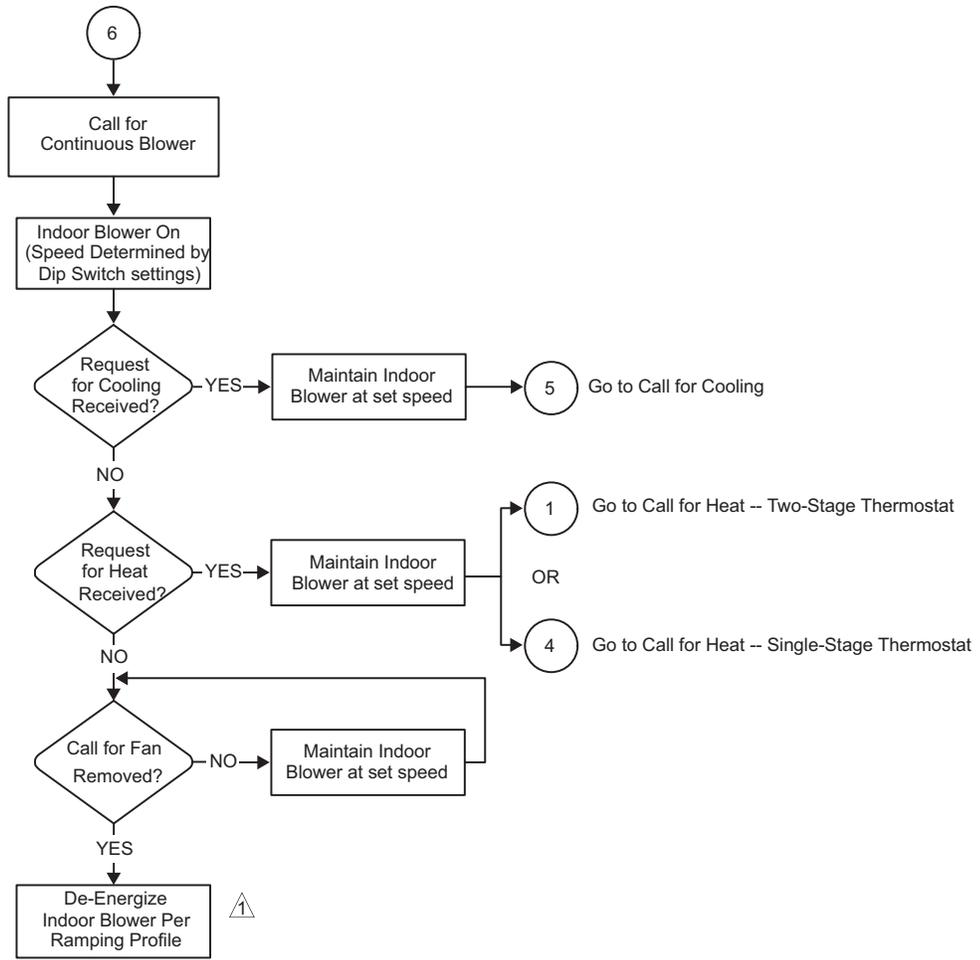 6
Call for
Continuous Blower
Indoor Blower On
(Speed Determined by
Dip Switch settings)
Request
for Cooling
Received?
YES
Maintain Indoor
Blower at set speed
5
Go to Call for Cooling
NO
Request
for Heat
Received?
YES
Maintain Indoor
Blower at set speed
1
Go to Call for Heat -- Two-Stage Thermostat
OR
4
Go to Call for Heat -- Single-Stage Thermostat
NO
Call for Fan
Removed?
NO
Maintain Indoor
Blower at set speed
YES
De-Energize
Indoor Blower Per
Ramping Profile
1